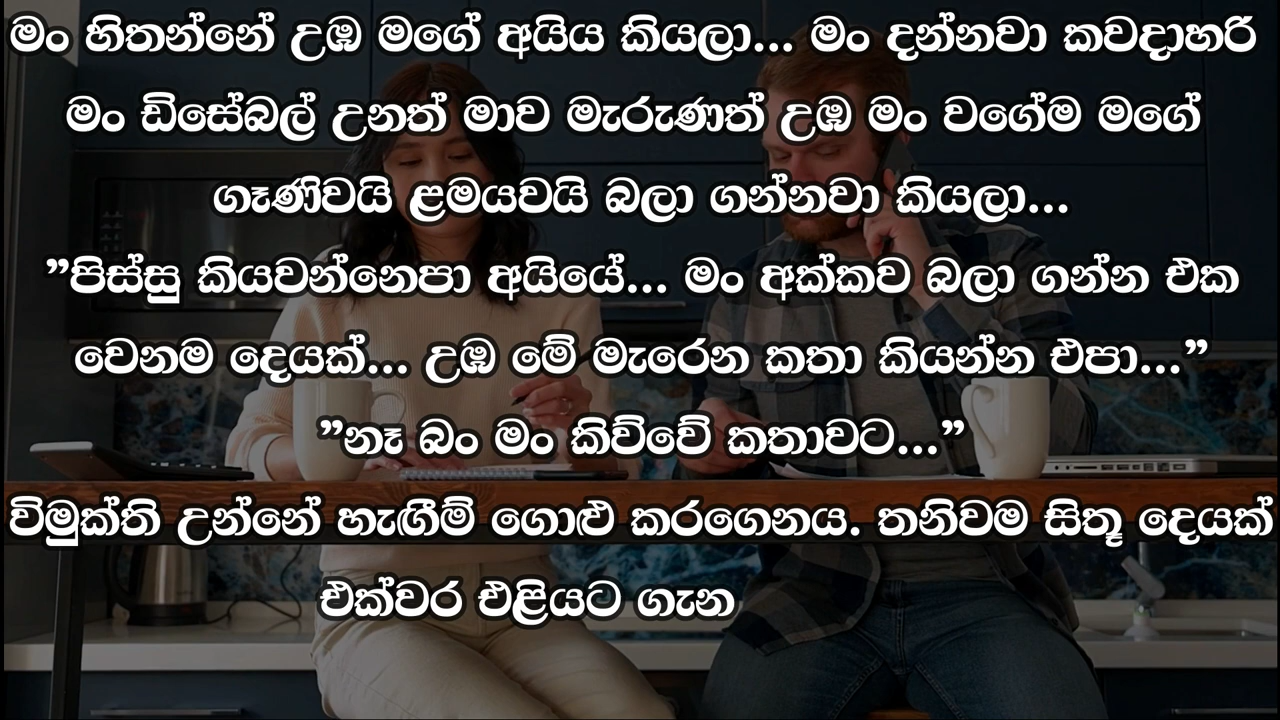 මං හිතන්නේ උඹ මගේ අයිය කියලා... මං දන්නවා කවදාහරි
මං ඩිසේබල් උනත් මාව මැරුණත් උඹ මං වගේම මගේ
ගෑණිවයි ළමයවයි බලා ගන්නවා කියලා...
”පිස්සු කියවන්නෙපා අයියේ... මං අක්කව බලා ගන්න එක
වෙනම දෙයක්... උඹ මේ මැරෙන කතා කියන්න එපා...”
”නෑ බං මං කිව්වේ කතාවට...”
විමුක්ති උන්නේ හැඟීම් ගොළු කරගෙනය. තනිවම සිතූ දෙයක්
එක්වර එළියට ගැන